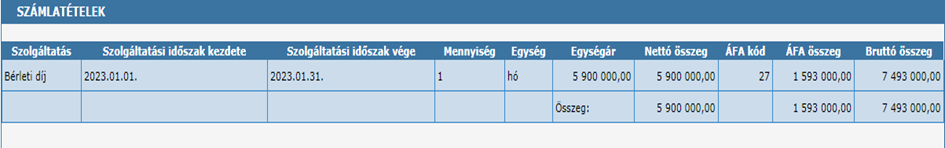 SZÁMLATÉTELEK
Szolgáltatás Szolgáltatási időszak kezdete Szolgáltatási időszak vége Mennyiség Egység Egységár Nettó összeg ÁFA kód ÁFA összeg Bruttó összeg
Bérleti díj 2023.01.01. 2023.01.31. 1 hó 5 900 000,00 5 900 000,00 27 1 593 000,00 7 493 000,00
Összeg: 5 900 000,00 1 593 000,00 7 493 000,00